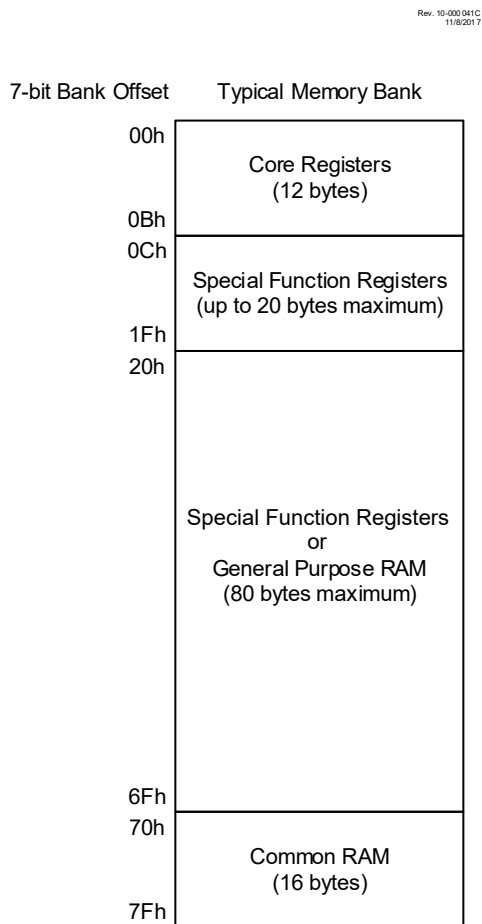 Rev. 10-000041C
11/8/2017
7-bit Bank Offset
Typical Memory Bank
00h
Core Registers
(12 bytes)
0Bh
0Ch
Special Function Registers
(up to 20 bytes maximum)
1Fh
20h
Special Function Registers
or
General Purpose RAM
(80 bytes maximum)
6Fh
70h
Common RAM
(16 bytes)
7Fh